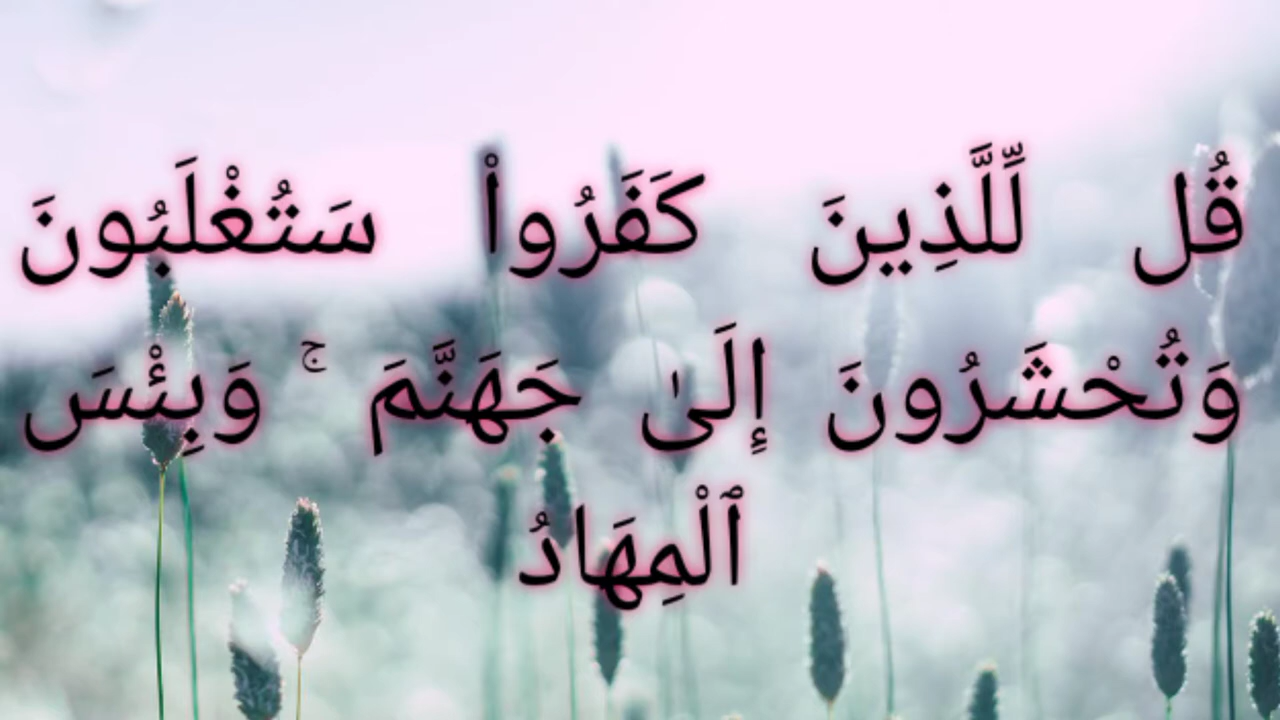 قُل لِّلَّذِينَ كَفَرُوا۟ سَتُغْلَبُونَ
وَتُحْشَرُونَ إِلَىٰ جَهَنَّمَ ۚ وَبِئْسَ
ٱلْمِهَادُ